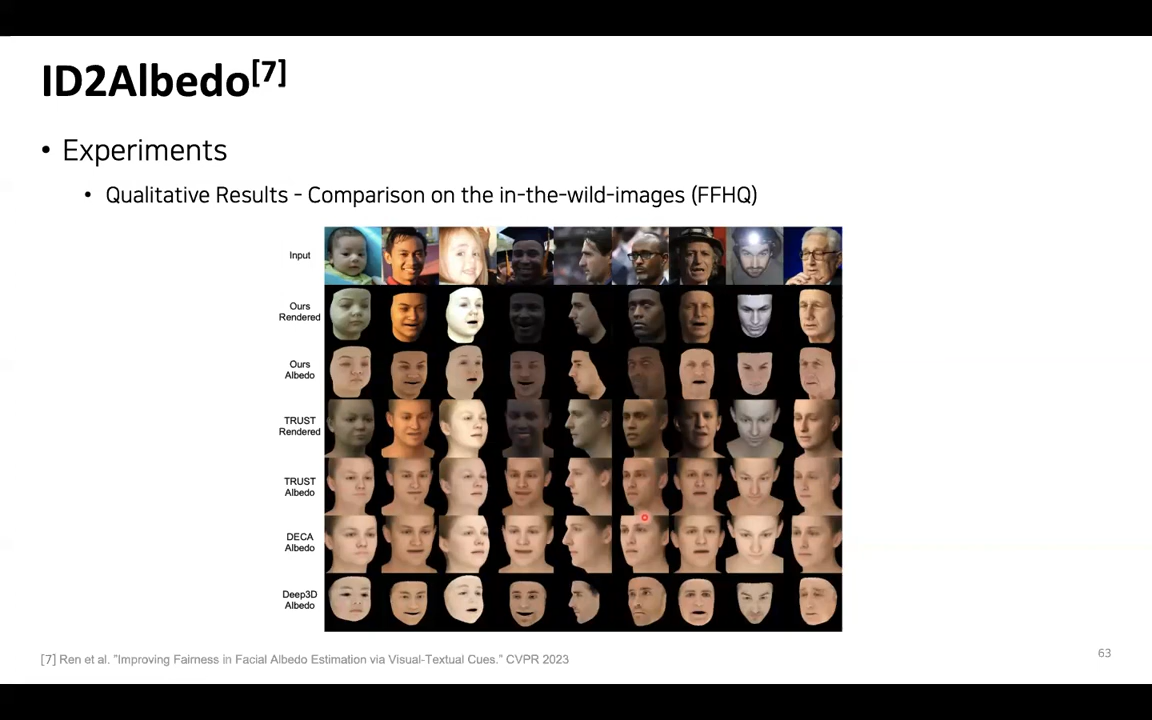 ID2Albedo[7]
• Experiments
• Qualitative Results - Comparison on the in-the-wild-images (FFHQ)
Input
Ours
Rendered
Ours
Albedo
TRUST
Rendered
TRUST
Albedo
DECA
Albedo
Deep3D
Albedo
[7] Ren et al. "Improving Fairness in Facial Albedo Estimation via Visual-Textual Cues." CVPR 2023
63